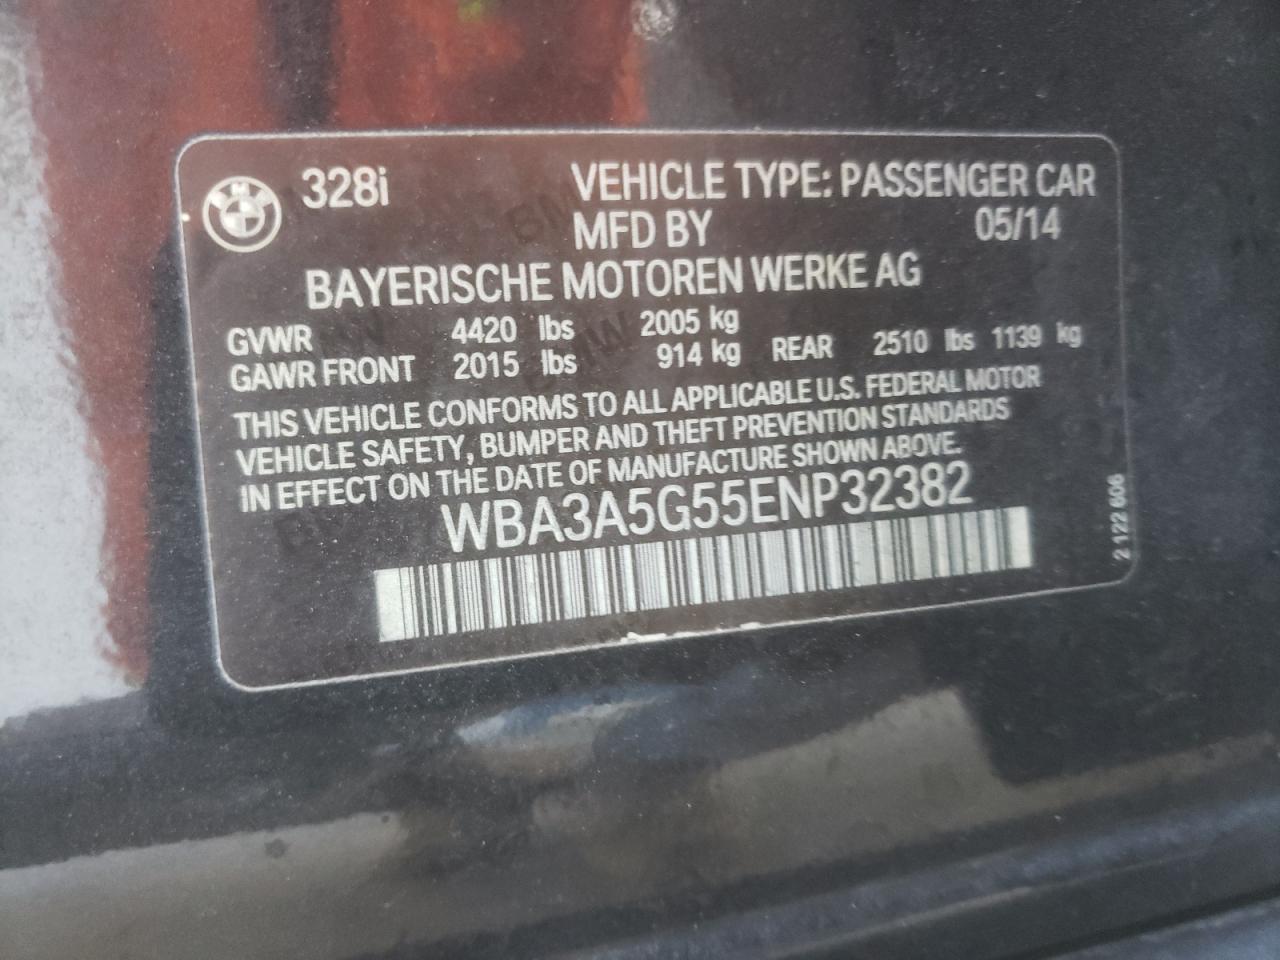 328i VEHICLE TYPE: PASSENGER CAR
MFD BY 05/14
BAYERISCHE MOTOREN WERKE AG
GVWR 4420 lbs 2005 kg
GAWR FRONT 2015 lbs 914 kg REAR 2510 lbs 1139 kg
THIS VEHICLE CONFORMS TO ALL APPLICABLE U.S. FEDERAL MOTOR
VEHICLE SAFETY, BUMPER AND THEFT PREVENTION STANDARDS
IN EFFECT ON THE DATE OF MANUFACTURE SHOWN ABOVE.
WBA3A5G55ENP32382
2 122 606